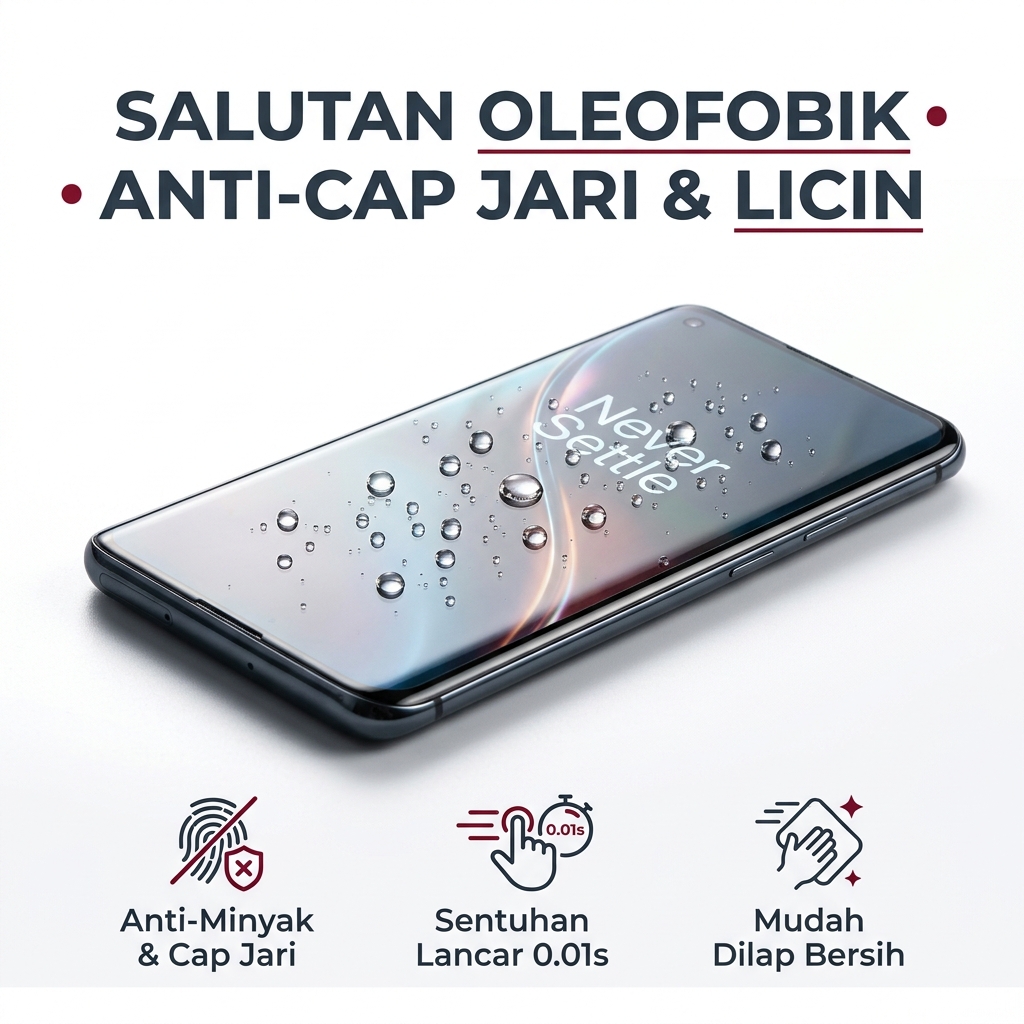 SALUTAN OLEOFOBIK •
• ANTI-CAP JARI & LICIN
Never
Settle
0.01s
Anti-Minyak
& Cap Jari
Sentuhan
Lancar 0.01s
Mudah
Dilap Bersih